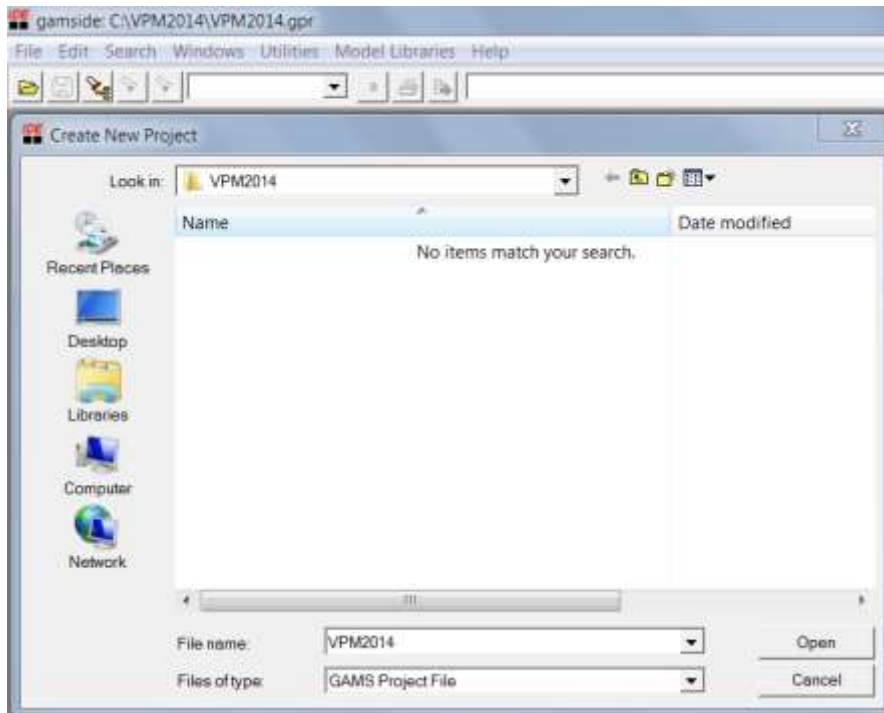 gamside: C:\VPM2014\VPM2014.gpr
File Edit Search Windows Utilities Model Libraries Help
Create New Project
Look in: VPM2014
Name Date modified
No items match your search.
Recent Places
Desktop
Libraries
Computer
Network
File name: VPM2014 Open
Files of type: GAMS Project File Cancel